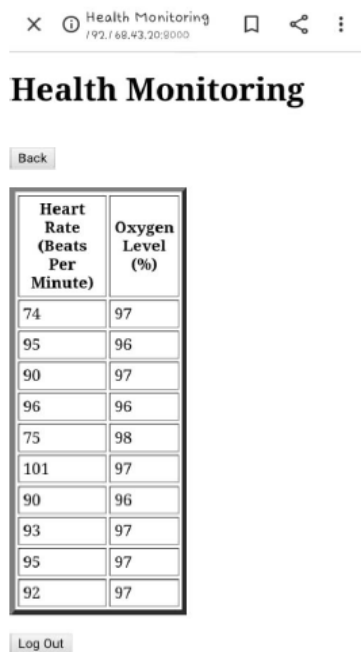 Health Monitoring
192.168.43.20:8000
Health Monitoring
Back
Heart
Rate
(Beats
Per
Minute)
Oxygen
Level
(%)
74 97
95 96
90 97
96 96
75 98
101 97
90 96
93 97
95 97
92 97
Log Out